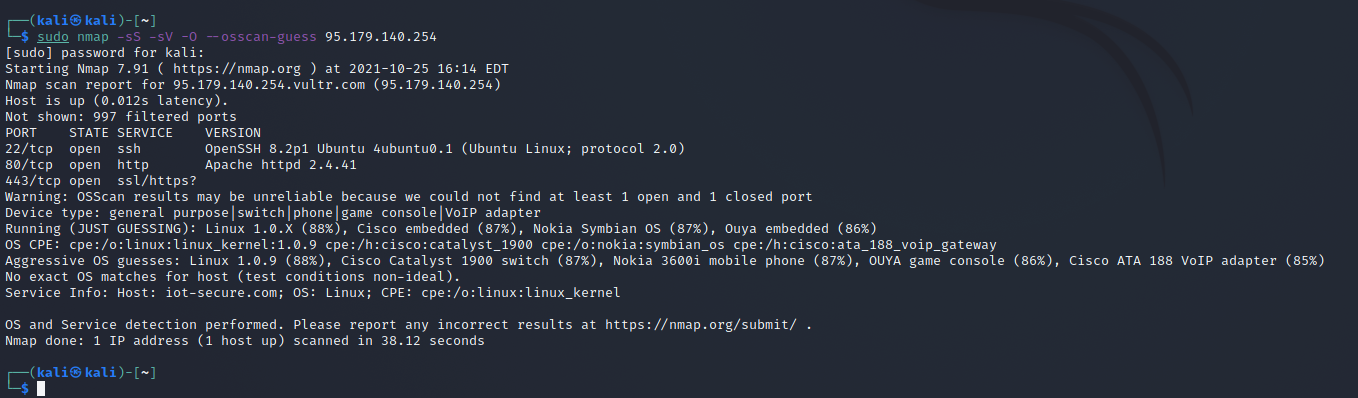 ┌──(kali㉿kali)-[~]
└─$ sudo nmap -sS -sV -O --osscan-guess 95.179.140.254
[sudo] password for kali:
Starting Nmap 7.91 ( https://nmap.org ) at 2021-10-25 16:14 EDT
Nmap scan report for 95.179.140.254.vultr.com (95.179.140.254)
Host is up (0.012s latency).
Not shown: 997 filtered ports
PORT    STATE SERVICE    VERSION
22/tcp  open  ssh        OpenSSH 8.2p1 Ubuntu 4ubuntu0.1 (Ubuntu Linux; protocol 2.0)
80/tcp  open  http       Apache httpd 2.4.41
443/tcp open  ssl/https?
Warning: OSScan results may be unreliable because we could not find at least 1 open and 1 closed port
Device type: general purpose|switch|phone|game console|VoIP adapter
Running (JUST GUESSING): Linux 1.0.X (88%), Cisco embedded (87%), Nokia Symbian OS (87%), Ouya embedded (86%)
OS CPE: cpe:/o:linux:linux_kernel:1.0.9 cpe:/h:cisco:catalyst_1900 cpe:/o:nokia:symbian_os cpe:/h:cisco:ata_188_voip_gateway
Aggressive OS guesses: Linux 1.0.9 (88%), Cisco Catalyst 1900 switch (87%), Nokia 3600i mobile phone (87%), OUYA game console (86%), Cisco ATA 188 VoIP adapter (85%)
No exact OS matches for host (test conditions non-ideal).
Service Info: Host: iot-secure.com; OS: Linux; CPE: cpe:/o:linux:linux_kernel

OS and Service detection performed. Please report any incorrect results at https://nmap.org/submit/ .
Nmap done: 1 IP address (1 host up) scanned in 38.12 seconds

┌──(kali㉿kali)-[~]
└─$